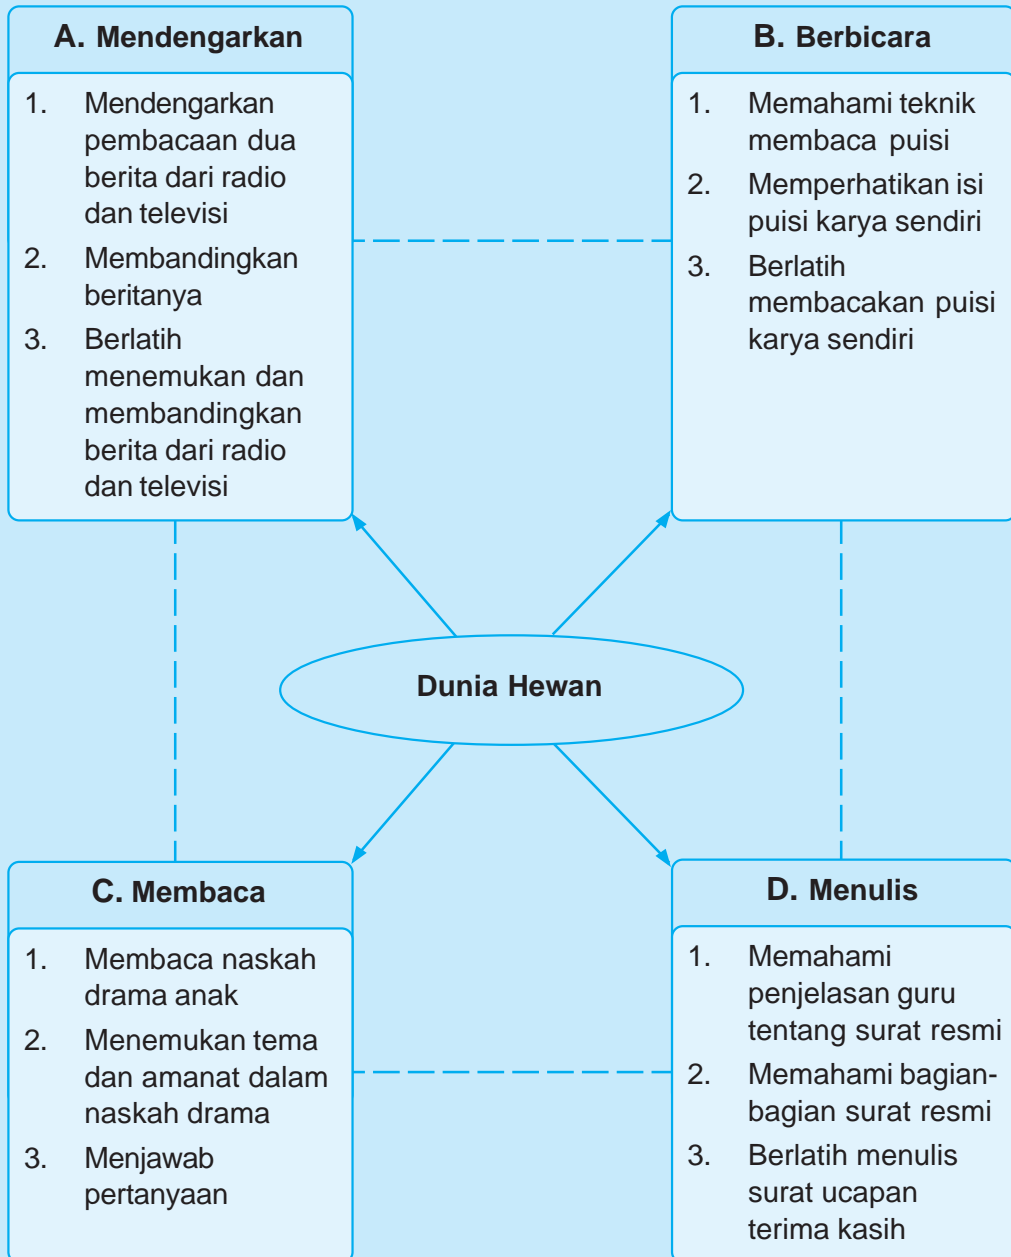 A. Mendengarkan
1. Mendengarkan
pembacaan dua
berita dari radio
dan televisi
2. Membandingkan
beritanya
3. Berlatih
menemukan dan
membandingkan
berita dari radio
dan televisi
B. Berbicara
1. Memahami teknik
membaca puisi
2. Memperhatikan isi
puisi karya sendiri
3. Berlatih
membacakan puisi
karya sendiri
Dunia Hewan
C. Membaca
1. Membaca naskah
drama anak
2. Menemukan tema
dan amanat dalam
naskah drama
3. Menjawab
pertanyaan
D. Menulis
1. Memahami
penjelasan guru
tentang surat resmi
2. Memahami bagian-
bagian surat resmi
3. Berlatih menulis
surat ucapan
terima kasih